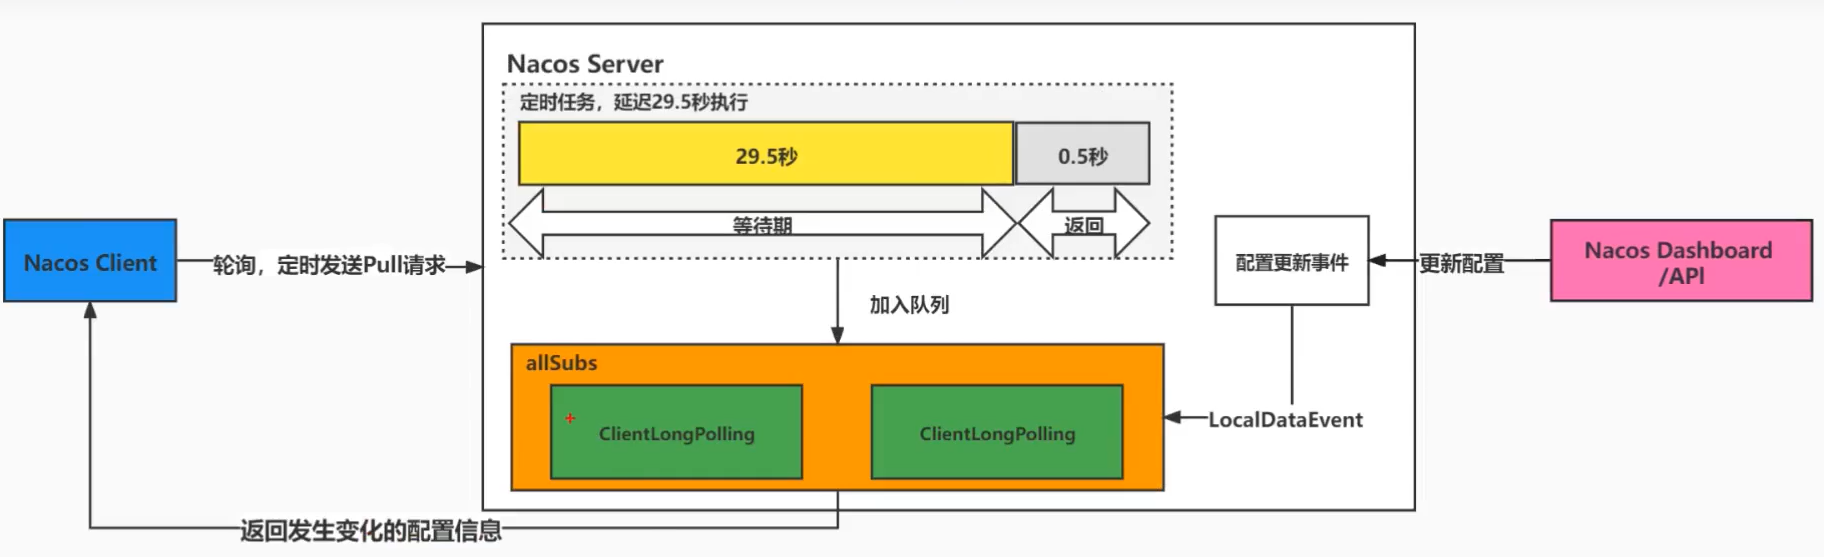 Nacos Server
定时任务，延迟29.5秒执行
29.5秒
0.5秒
等待期
返回
Nacos Client
轮询，定时发送Pull请求
配置更新事件
更新配置
Nacos Dashboard
/API
加入队列
allSubs
ClientLongPolling
ClientLongPolling
LocalDataEvent
返回发生变化的配置信息